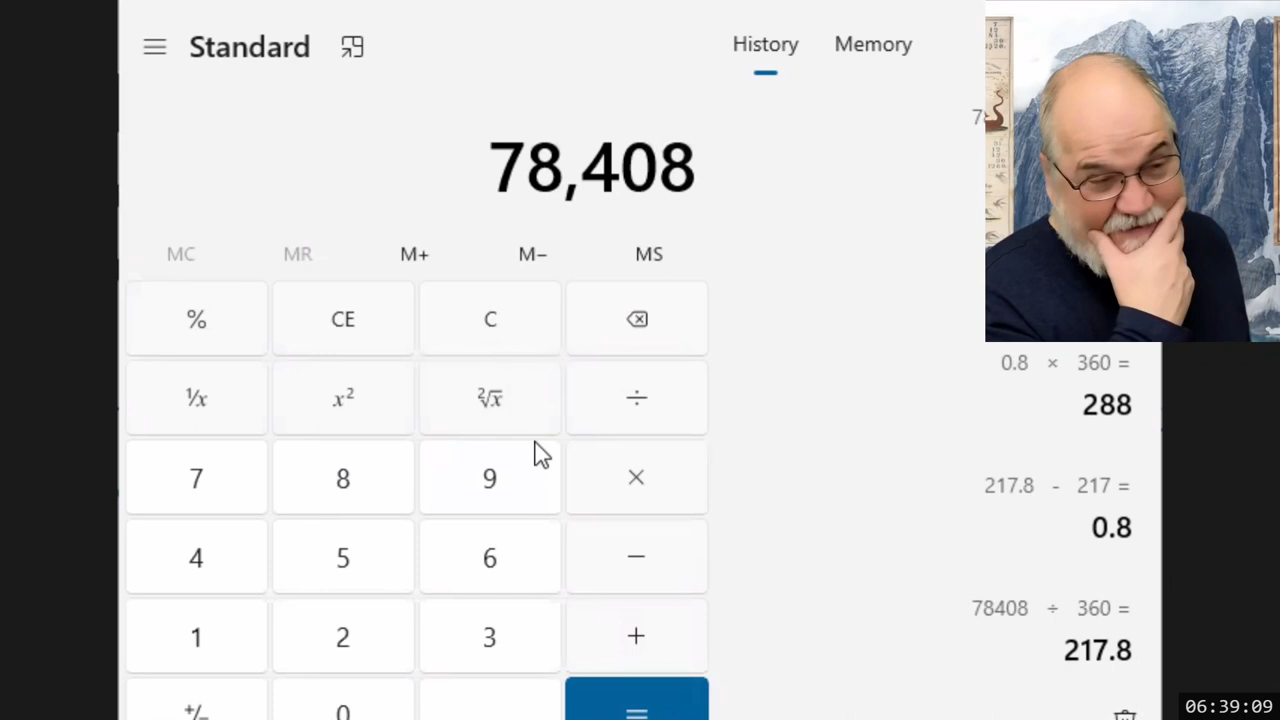 Standard
History Memory
78,408
MC MR M+ M− MS
% CE C
¹/x x² ²√x ÷
7 8 9 ×
4 5 6 −
1 2 3 +
+/− 0 =
0.8 × 360 =
288
217.8 - 217 =
0.8
78408 ÷ 360 =
217.8
06:39:09